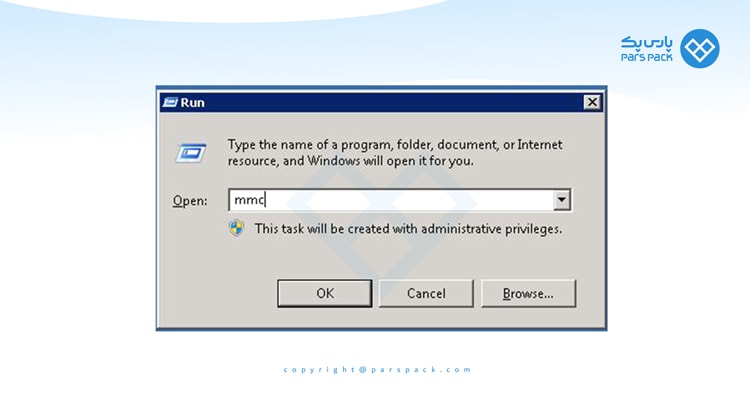 پارس پک
PARS PACK
Run
Type the name of a program, folder, document, or Internet
resource, and Windows will open it for you.
Open:
mmc
This task will be created with administrative privileges.
OK Cancel Browse...
copyright@parspack.com